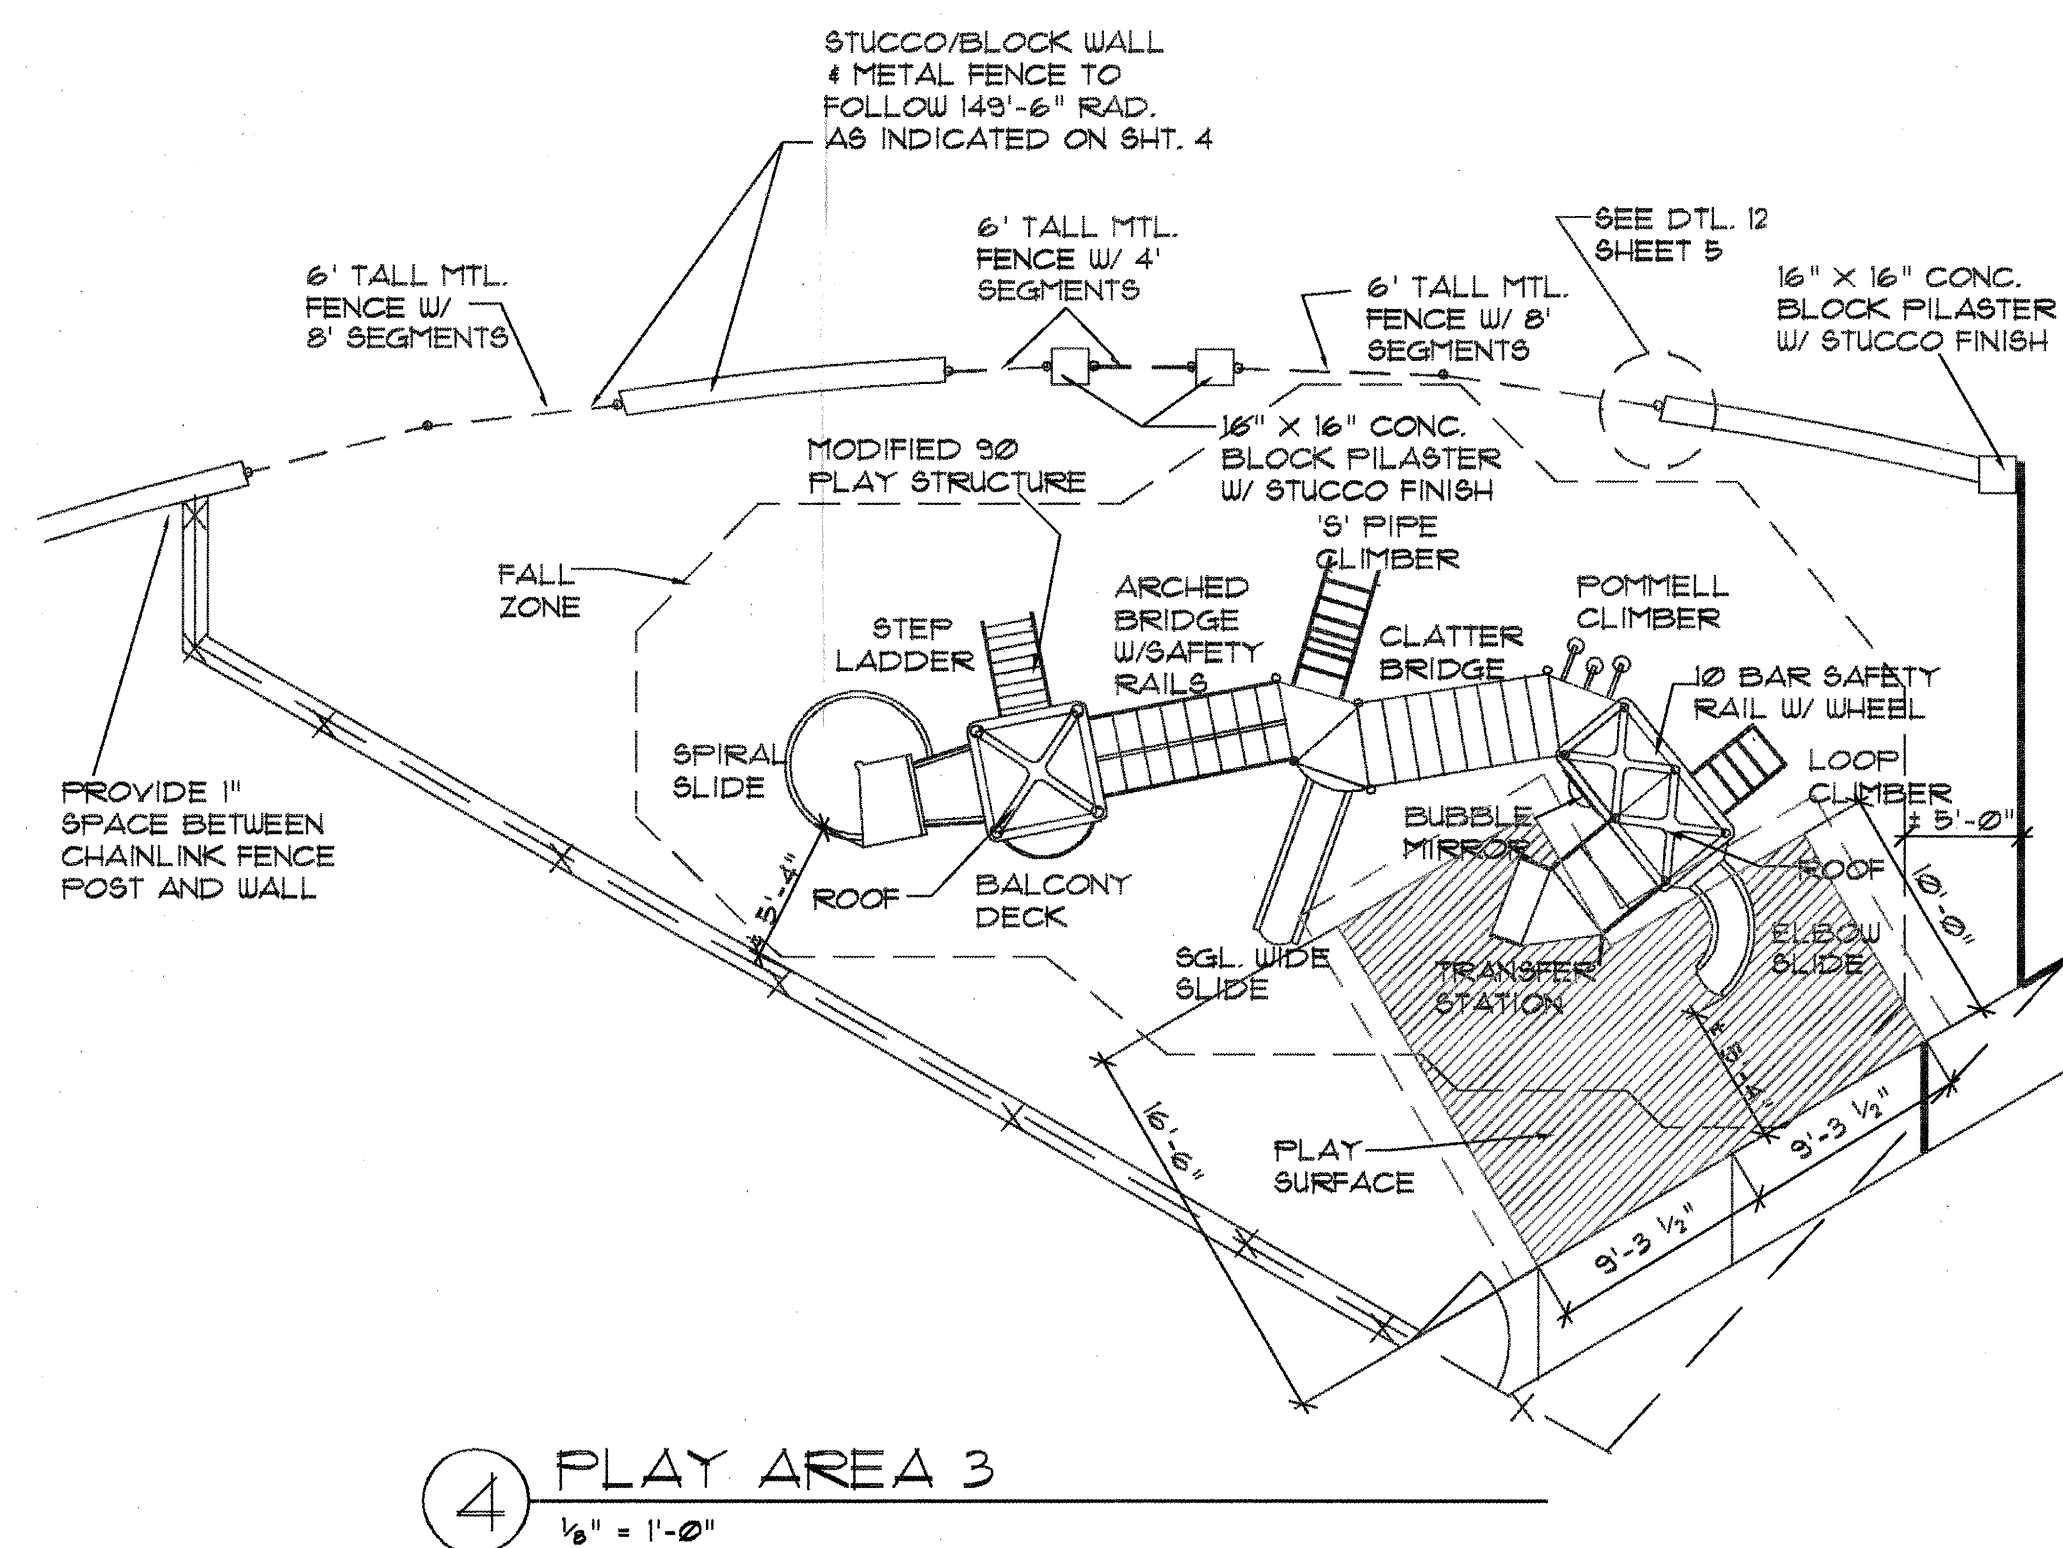 STUCCO/BLOCK WALL
& METAL FENCE TO
FOLLOW 149'-6" RAD.
AS INDICATED ON SHT. 4
6' TALL MTL.
FENCE W/ 4'
SEGMENTS
SEE DTL. 12
SHEET 5
6' TALL MTL.
FENCE W/
8' SEGMENTS
6' TALL MTL.
FENCE W/ 8'
SEGMENTS
16" X 16" CONC.
BLOCK PILASTER
W/ STUCCO FINISH
16" X 16" CONC.
BLOCK PILASTER
W/ STUCCO FINISH
MODIFIED 90
PLAY STRUCTURE
'S' PIPE
CLIMBER
FALL
ZONE
ARCHED
BRIDGE
W/SAFETY
RAILS
POMMELL
CLIMBER
STEP
LADDER
CLATTER
BRIDGE
10 BAR SAFETY
RAIL W/ WHEEL
SPIRAL
SLIDE
LOOP
CLIMBER
± 5'-0"
PROVIDE 1"
SPACE BETWEEN
CHAINLINK FENCE
POST AND WALL
BUBBLE
MIRROR
ROOF
10'-0"
± 5'-4"
ROOF
BALCONY
DECK
ELBOW
SLIDE
SGL. WIDE
SLIDE
TRANSFER
STATION
16'-6"
PLAY
SURFACE
9'-3 1/2"
9'-3 1/2"
4
PLAY AREA 3
1/8" = 1'-0"